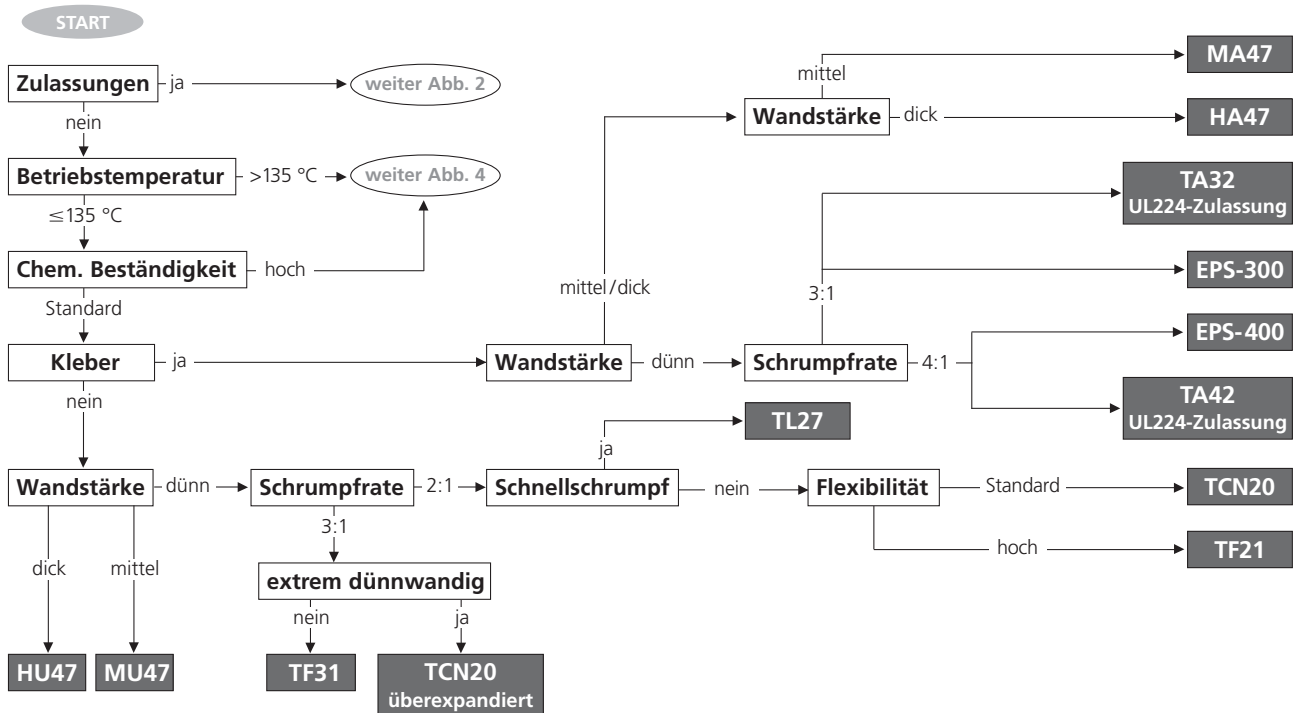 START
Zulassungen
ja
weiter Abb. 2
nein
Betriebstemperatur
>135 °C
weiter Abb. 4
≤135 °C
Chem. Beständigkeit
hoch
Standard
Kleber
ja
Wandstärke
mittel/dick
Wandstärke
mittel
MA47
dick
HA47
dünn
Schrumpfrate
3:1
TA32
UL224-Zulassung
EPS-300
4:1
EPS-400
TA42
UL224-Zulassung
nein
Wandstärke
dick
HU47
mittel
MU47
dünn
Schrumpfrate
3:1
extrem dünnwandig
nein
TF31
ja
TCN20
überexpandiert
2:1
Schnellschrumpf
ja
TL27
nein
Flexibilität
Standard
TCN20
hoch
TF21